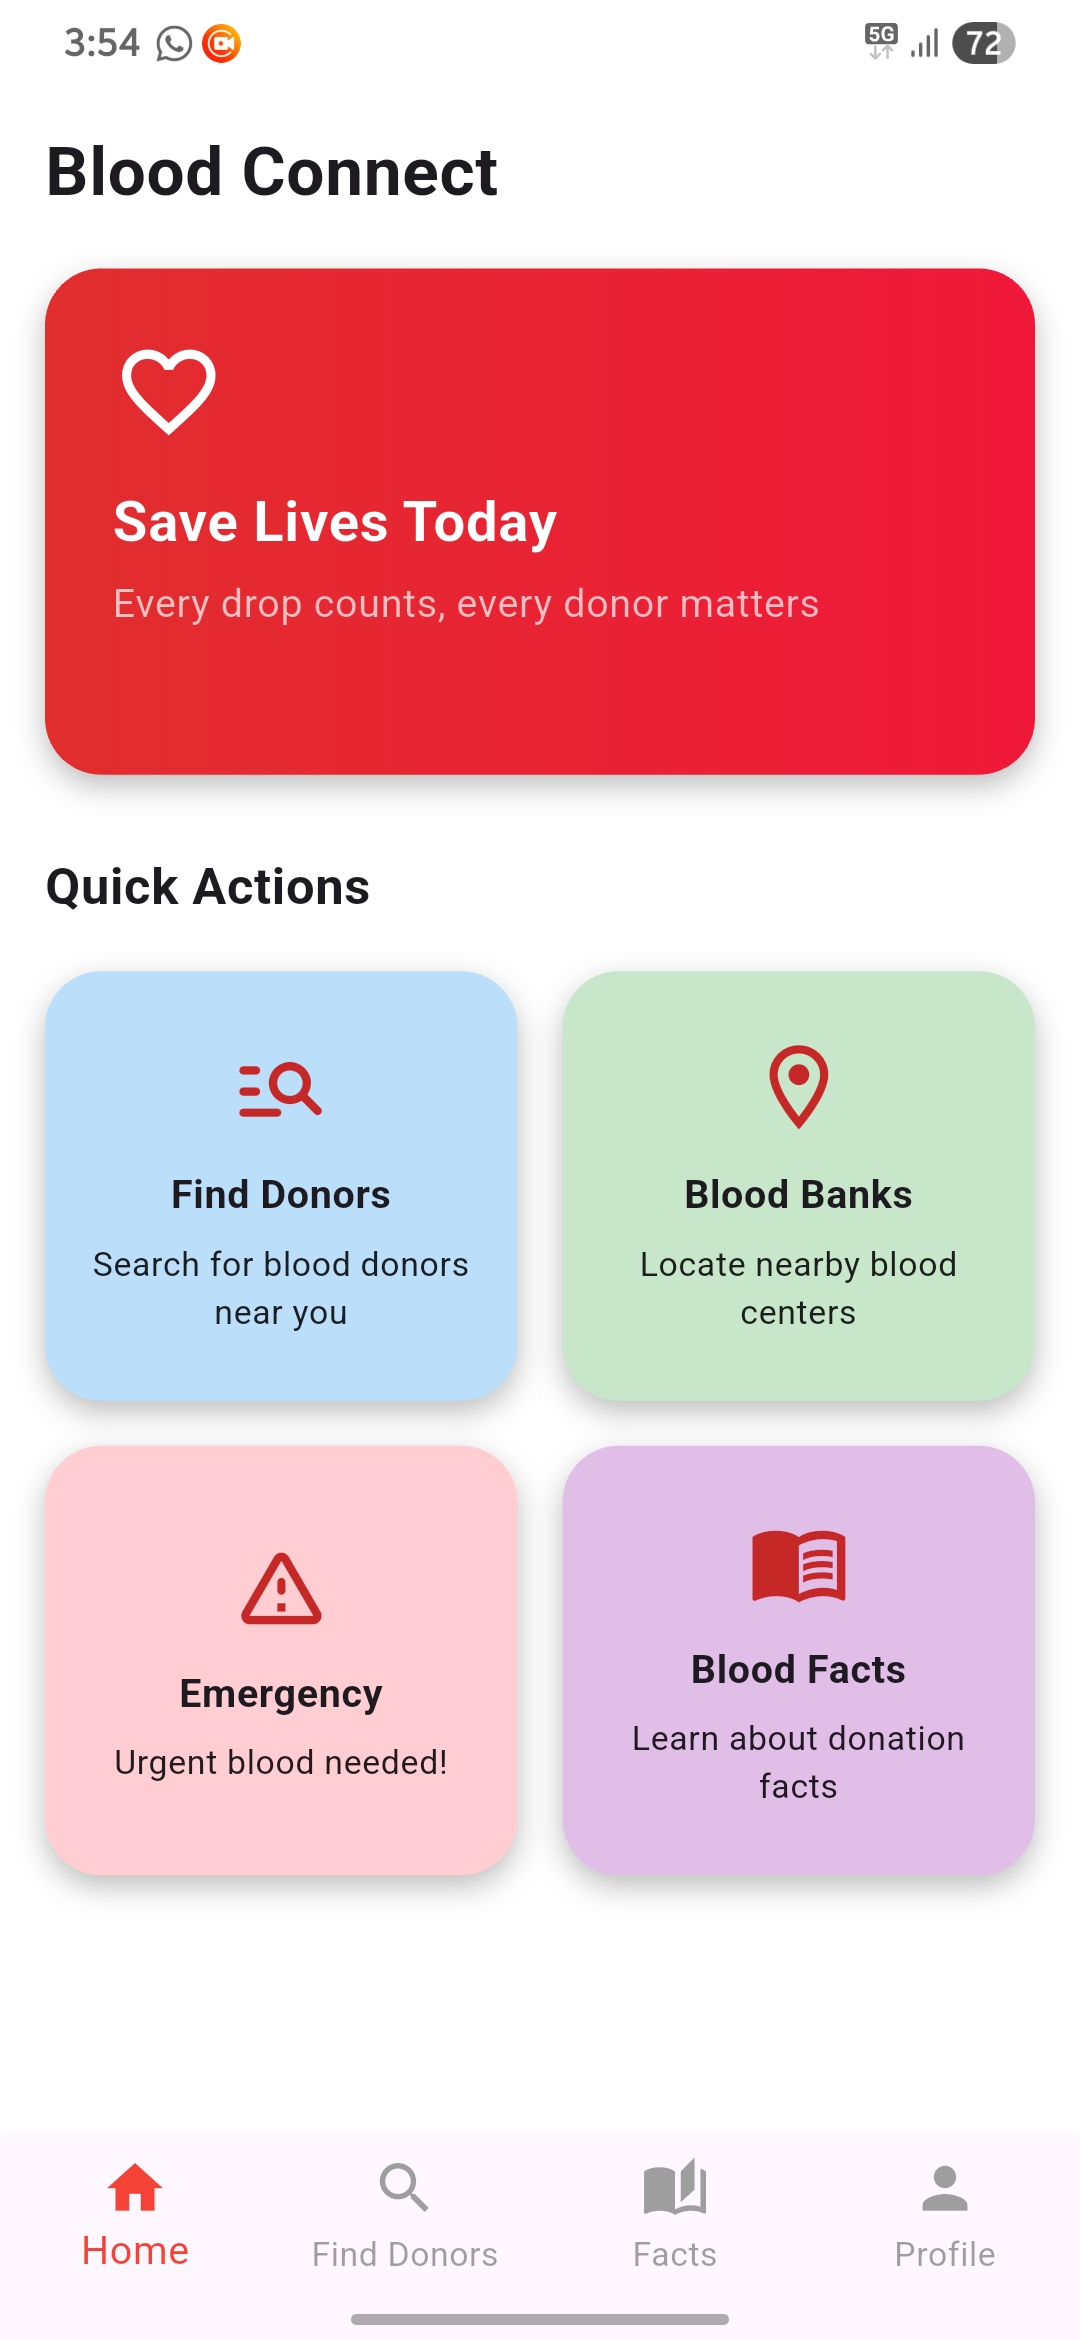 3:54
5G
72
Blood Connect
Save Lives Today
Every drop counts, every donor matters
Quick Actions
Find Donors
Search for blood donors
near you
Blood Banks
Locate nearby blood
centers
Emergency
Urgent blood needed!
Blood Facts
Learn about donation
facts
Home
Find Donors
Facts
Profile